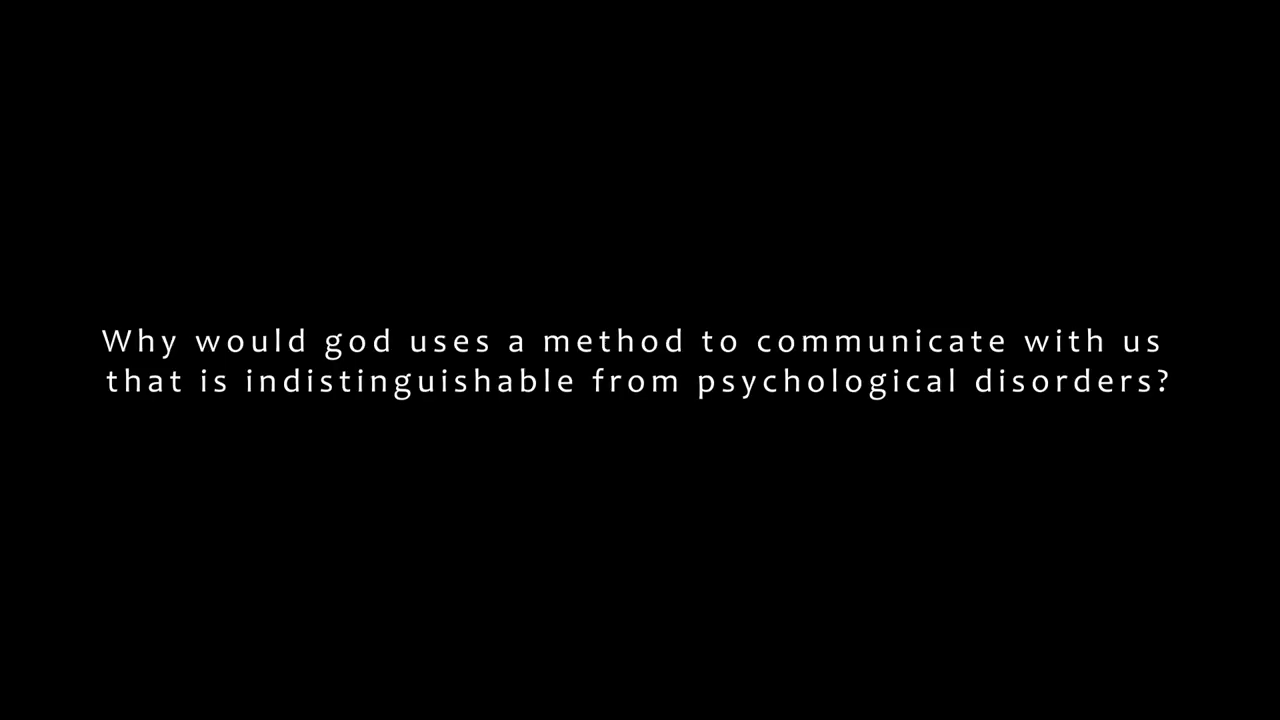 Why would god uses a method to communicate with us
that is indistinguishable from psychological disorders?